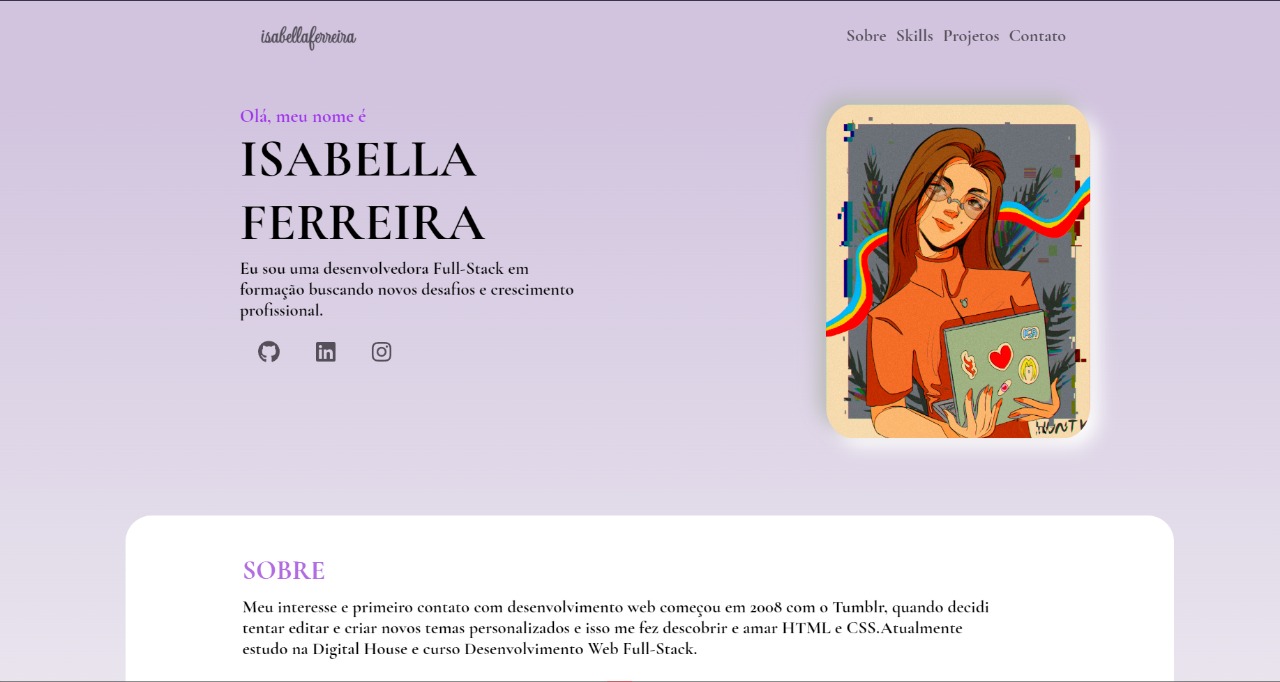 isabellaferreira
Sobre Skills Projetos Contato
Olá, meu nome é
ISABELLA
FERREIRA
Eu sou uma desenvolvedora Full-Stack em
formação buscando novos desafios e crescimento
profissional.
SOBRE
Meu interesse e primeiro contato com desenvolvimento web começou em 2008 com o Tumblr, quando decidi
tentar editar e criar novos temas personalizados e isso me fez descobrir e amar HTML e CSS.Atualmente
estudo na Digital House e curso Desenvolvimento Web Full-Stack.